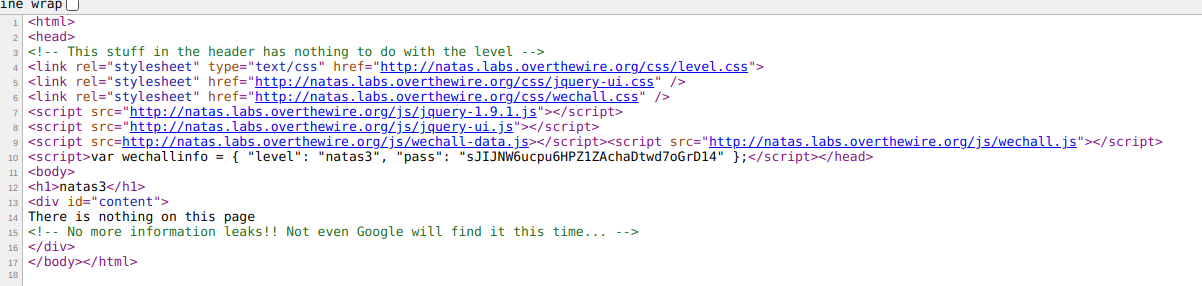 ine wrap
1 <html>
2 <head>
3 <!-- This stuff in the header has nothing to do with the level -->
4 <link rel="stylesheet" type="text/css" href="http://natas.labs.overthewire.org/css/level.css">
5 <link rel="stylesheet" href="http://natas.labs.overthewire.org/css/jquery-ui.css" />
6 <link rel="stylesheet" href="http://natas.labs.overthewire.org/css/wechall.css" />
7 <script src="http://natas.labs.overthewire.org/js/jquery-1.9.1.js"></script>
8 <script src="http://natas.labs.overthewire.org/js/jquery-ui.js"></script>
9 <script src=http://natas.labs.overthewire.org/js/wechall-data.js></script><script src="http://natas.labs.overthewire.org/js/wechall.js"></script>
10 <script>var wechallinfo = { "level": "natas3", "pass": "sJIJNW6ucpu6HPZ1ZAchaDtwd7oGrD14" };</script></head>
11 <body>
12 <h1>natas3</h1>
13 <div id="content">
14 There is nothing on this page
15 <!-- No more information leaks!! Not even Google will find it this time... -->
16 </div>
17 </body></html>
18